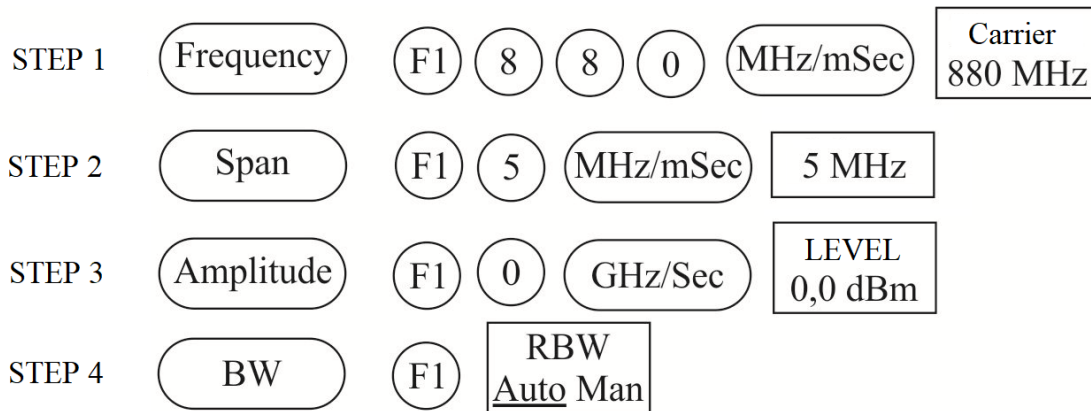 STEP 1 Frequency F1 8 8 0 MHz/mSec Carrier
880 MHz
STEP 2 Span F1 5 MHz/mSec 5 MHz
STEP 3 Amplitude F1 0 GHz/Sec LEVEL
0,0 dBm
STEP 4 BW F1 RBW
Auto Man